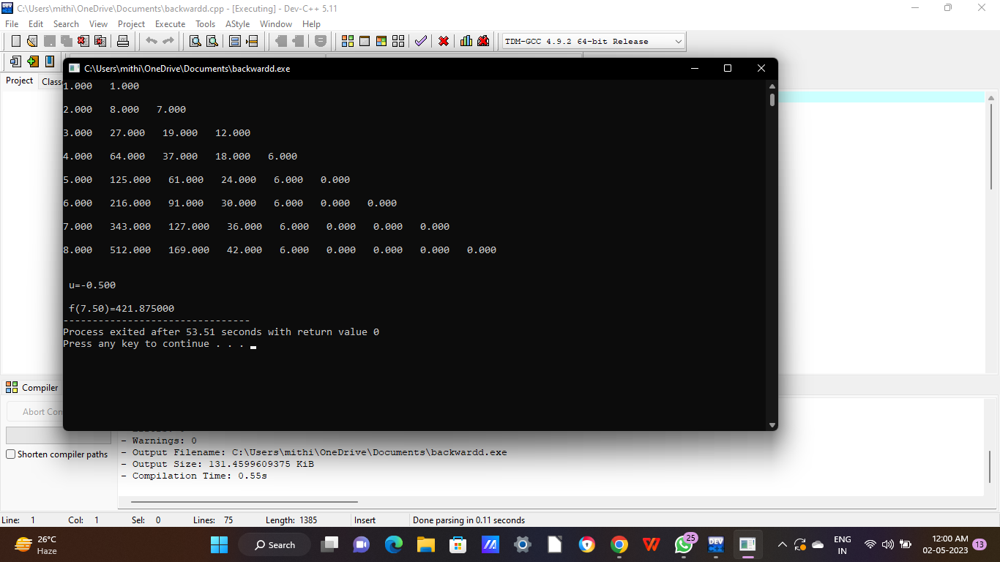 C:\Users\mithi\OneDrive\Documents\backwardd.cpp - [Executing] - Dev-C++ 5.11
File Edit Search View Project Execute Tools AStyle Window Help
TDM-GCC 4.9.2 64-bit Release
C:\Users\mithi\OneDrive\Documents\backwardd.exe
Project
1.000 1.000
2.000 8.000 7.000
3.000 27.000 19.000 12.000
4.000 64.000 37.000 18.000 6.000
5.000 125.000 61.000 24.000 6.000 0.000
6.000 216.000 91.000 30.000 6.000 0.000 0.000
7.000 343.000 127.000 36.000 6.000 0.000 0.000 0.000
8.000 512.000 169.000 42.000 6.000 0.000 0.000 0.000 0.000
u=-0.500
f(7.50)=421.875000
--------------------------------
Process exited after 53.51 seconds with return value 0
Press any key to continue . . .
Compiler
Abort
Shorten compiler paths
- Warnings: 0
- Output Filename: C:\Users\mithi\OneDrive\Documents\backwardd.exe
- Output Size: 131.4599609375 KiB
- Compilation Time: 0.55s
Line: 1 Col: 1 Sel: 0 Lines: 75 Length: 1385 Insert Done parsing in 0.11 seconds
26°C
Haze
Search
25
DEV
ENG
IN
12:00 AM
02-05-2023
13